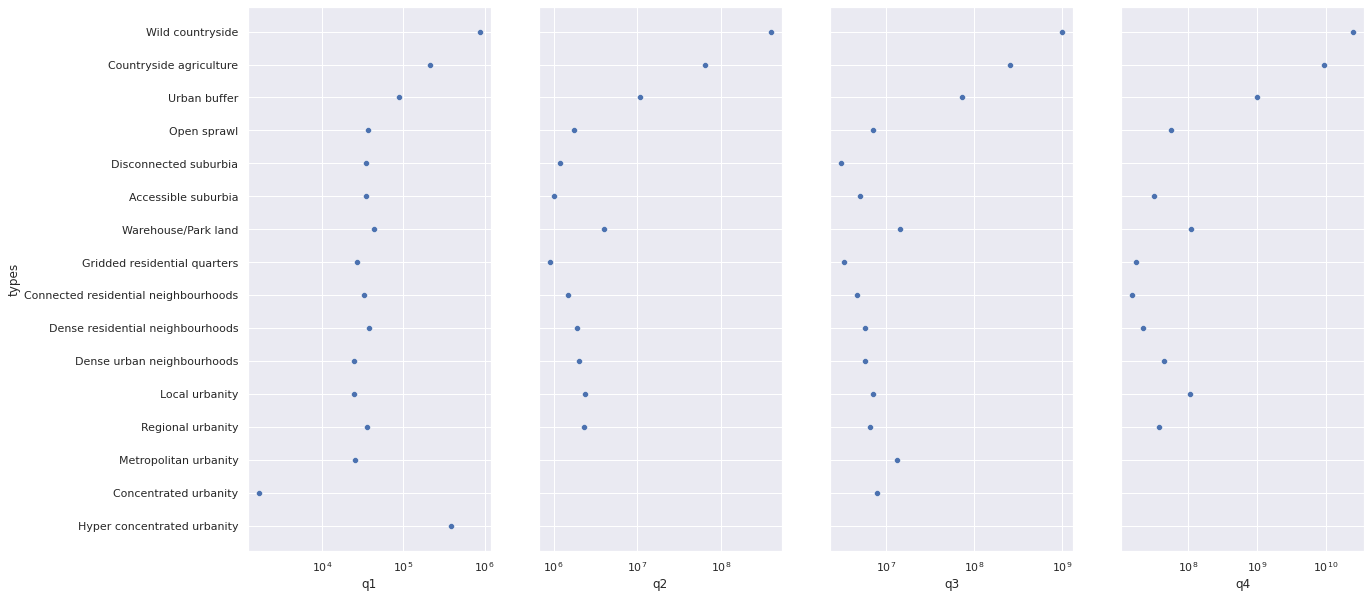 types
Wild countryside
Countryside agriculture
Urban buffer
Open sprawl
Disconnected suburbia
Accessible suburbia
Warehouse/Park land
Gridded residential quarters
Connected residential neighbourhoods
Dense residential neighbourhoods
Dense urban neighbourhoods
Local urbanity
Regional urbanity
Metropolitan urbanity
Concentrated urbanity
Hyper concentrated urbanity
10⁴ 10⁵ 10⁶
q1
10⁶ 10⁷ 10⁸
q2
10⁷ 10⁸ 10⁹
q3
10⁸ 10⁹ 10¹⁰
q4